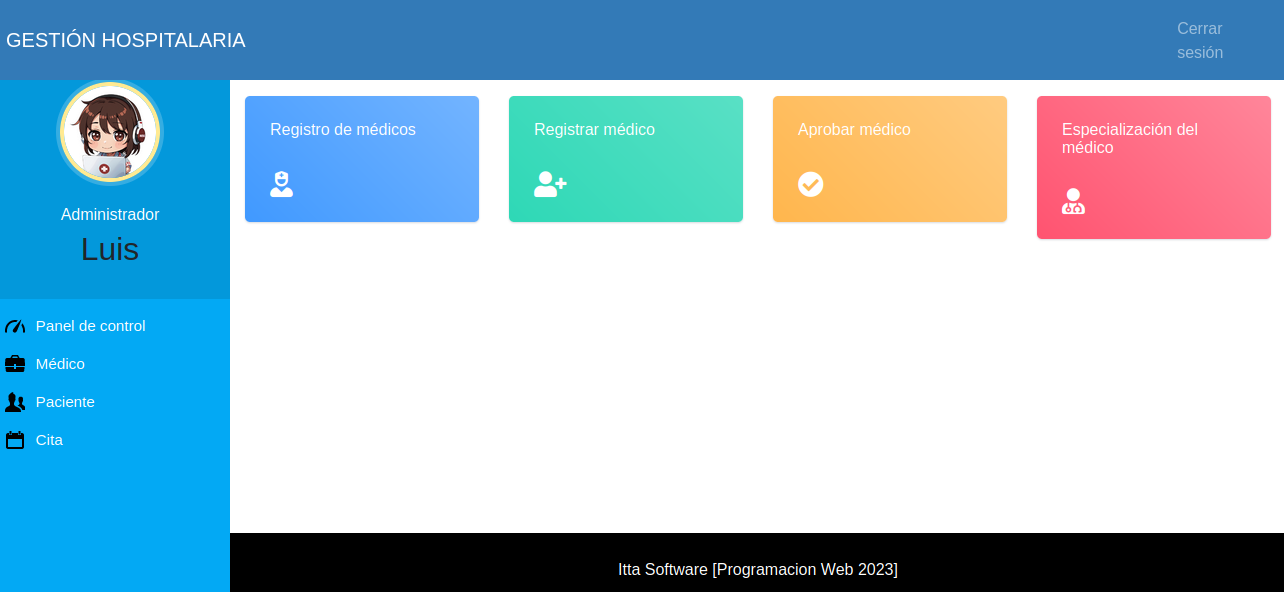 GESTIÓN HOSPITALARIA
Cerrar
sesión
Administrador
Luis
Panel de control
Médico
Paciente
Cita
Registro de médicos
Registrar médico
Aprobar médico
Especialización del
médico
Itta Software [Programacion Web 2023]